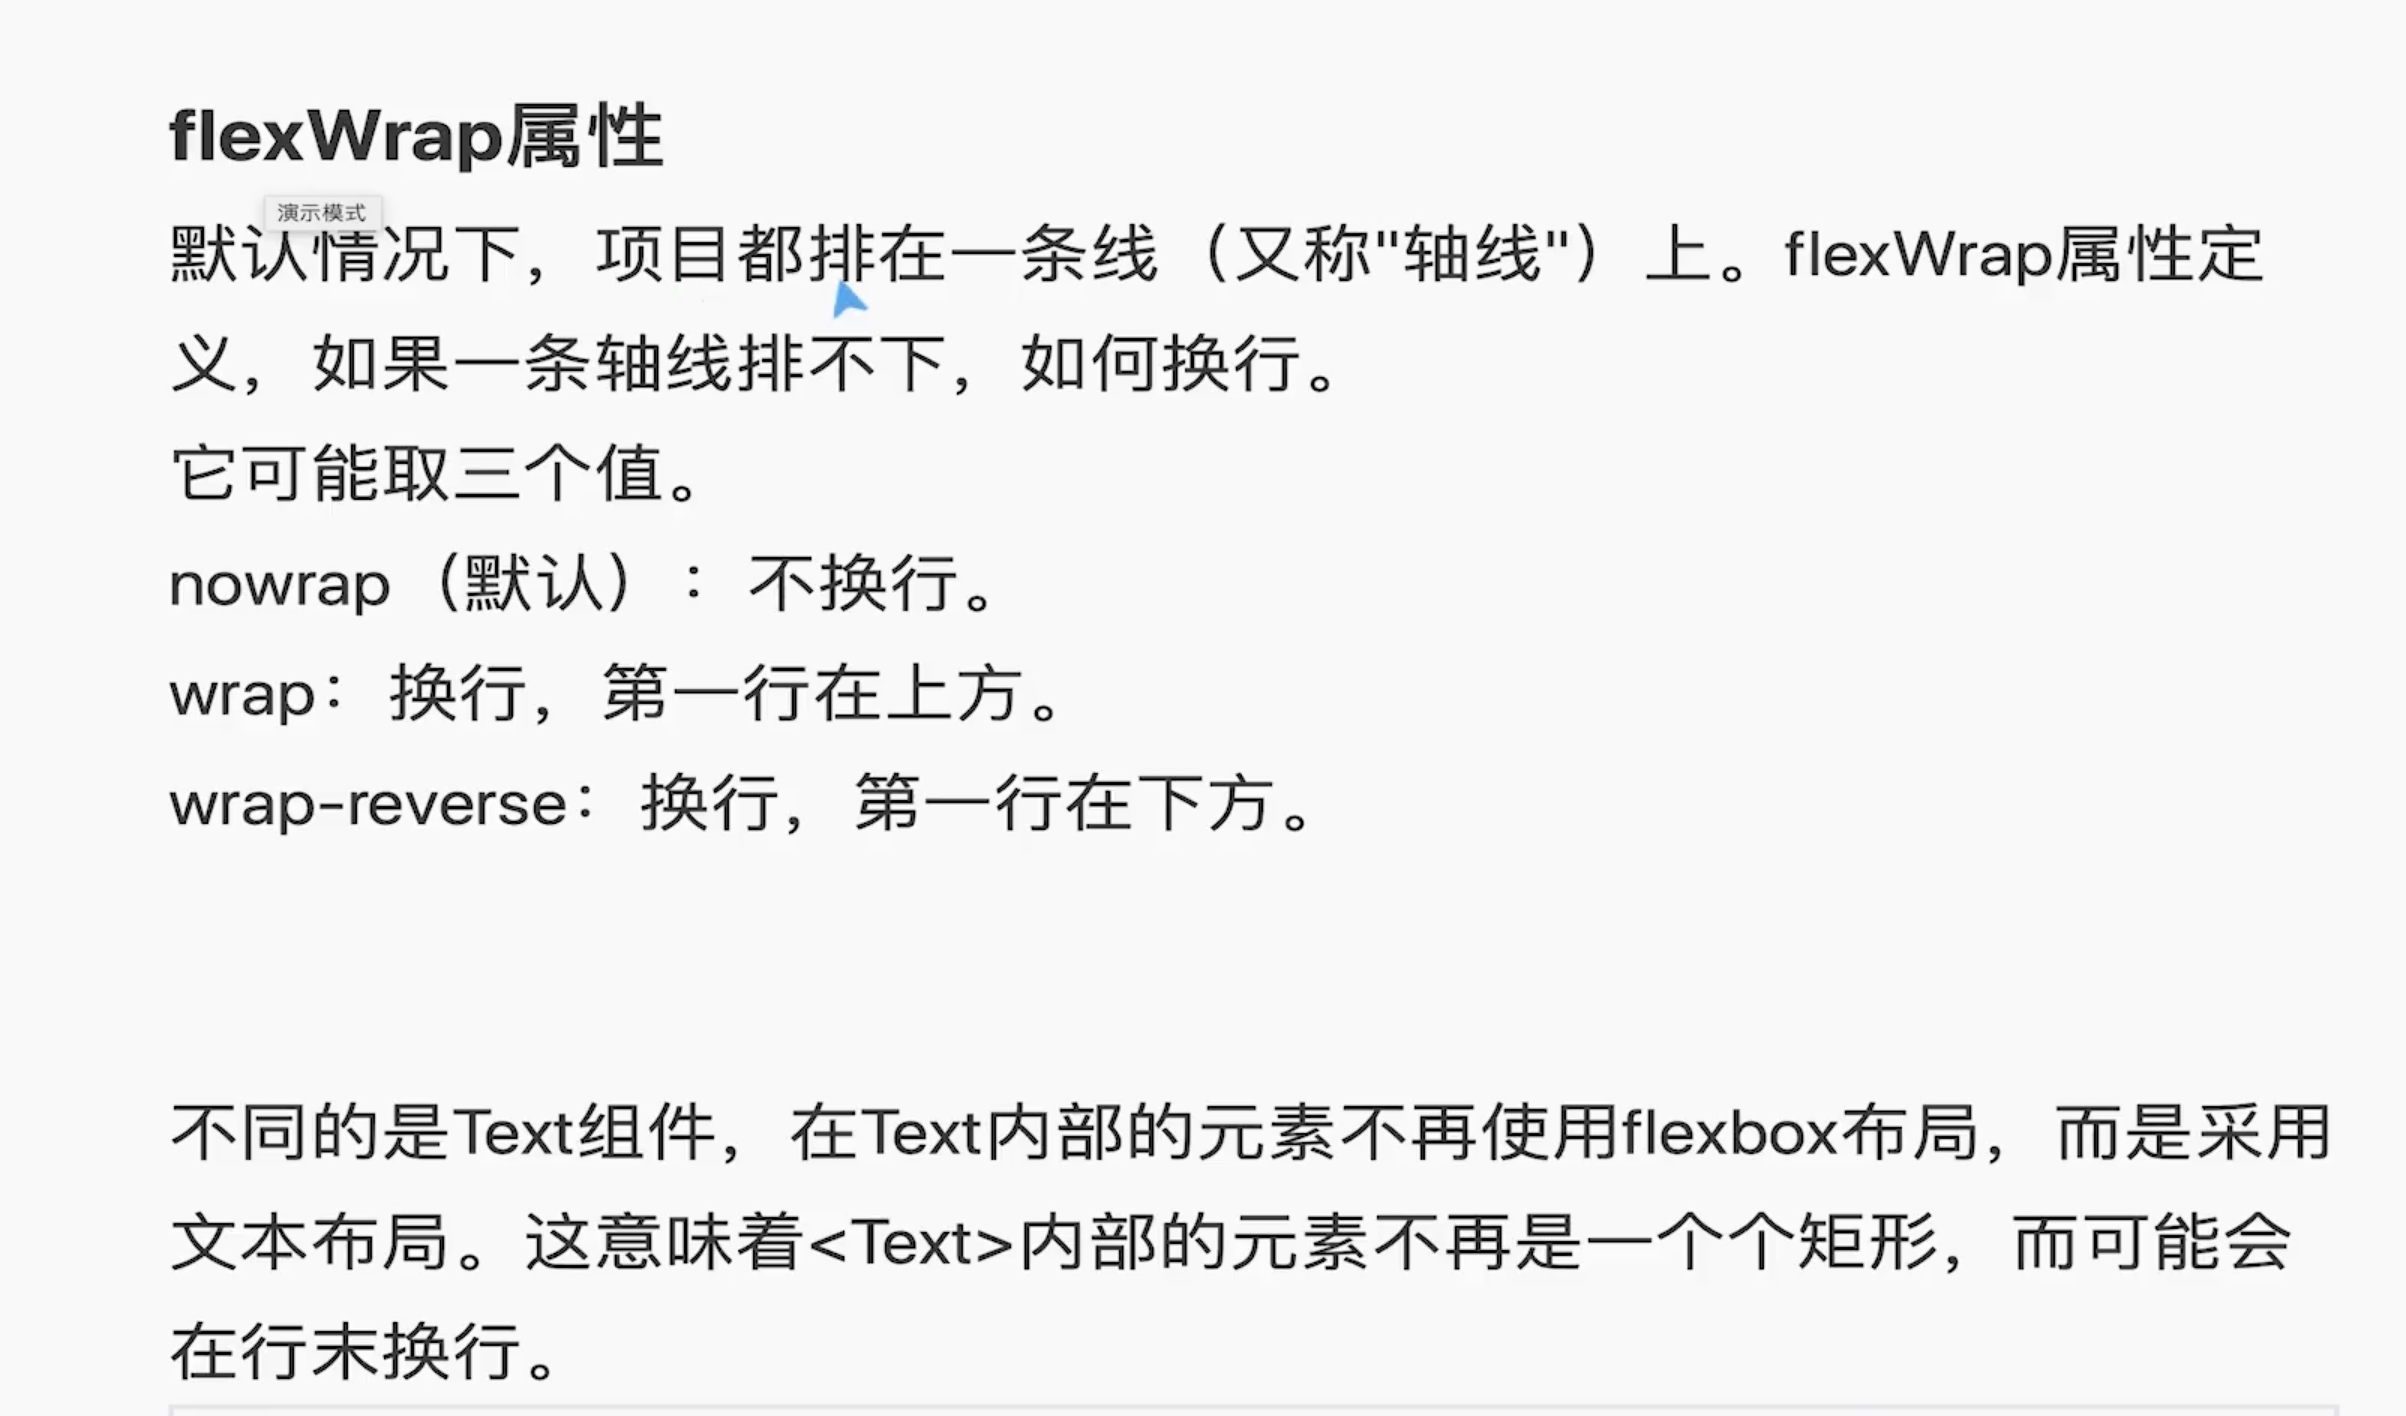 flexWrap属性
演示模式
默认情况下，项目都排在一条线（又称"轴线"）上。flexWrap属性定
义，如果一条轴线排不下，如何换行。
它可能取三个值。
nowrap（默认）：不换行。
wrap：换行，第一行在上方。
wrap-reverse：换行，第一行在下方。
不同的是Text组件，在Text内部的元素不再使用flexbox布局，而是采用
文本布局。这意味着<Text>内部的元素不再是一个个矩形，而可能会
在行末换行。